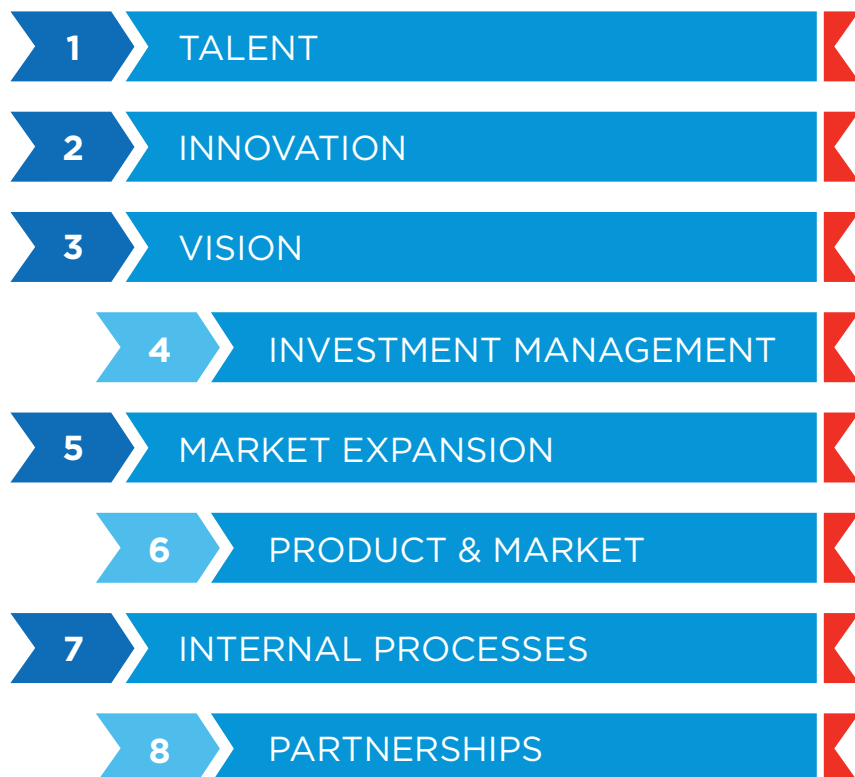 1 TALENT
2 INNOVATION
3 VISION
4 INVESTMENT MANAGEMENT
5 MARKET EXPANSION
6 PRODUCT & MARKET
7 INTERNAL PROCESSES
8 PARTNERSHIPS